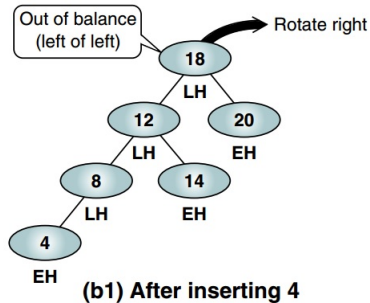 Out of balance
(left of left)
Rotate right
18
LH
12
20
LH
EH
8
14
LH
EH
4
EH
(b1) After inserting 4